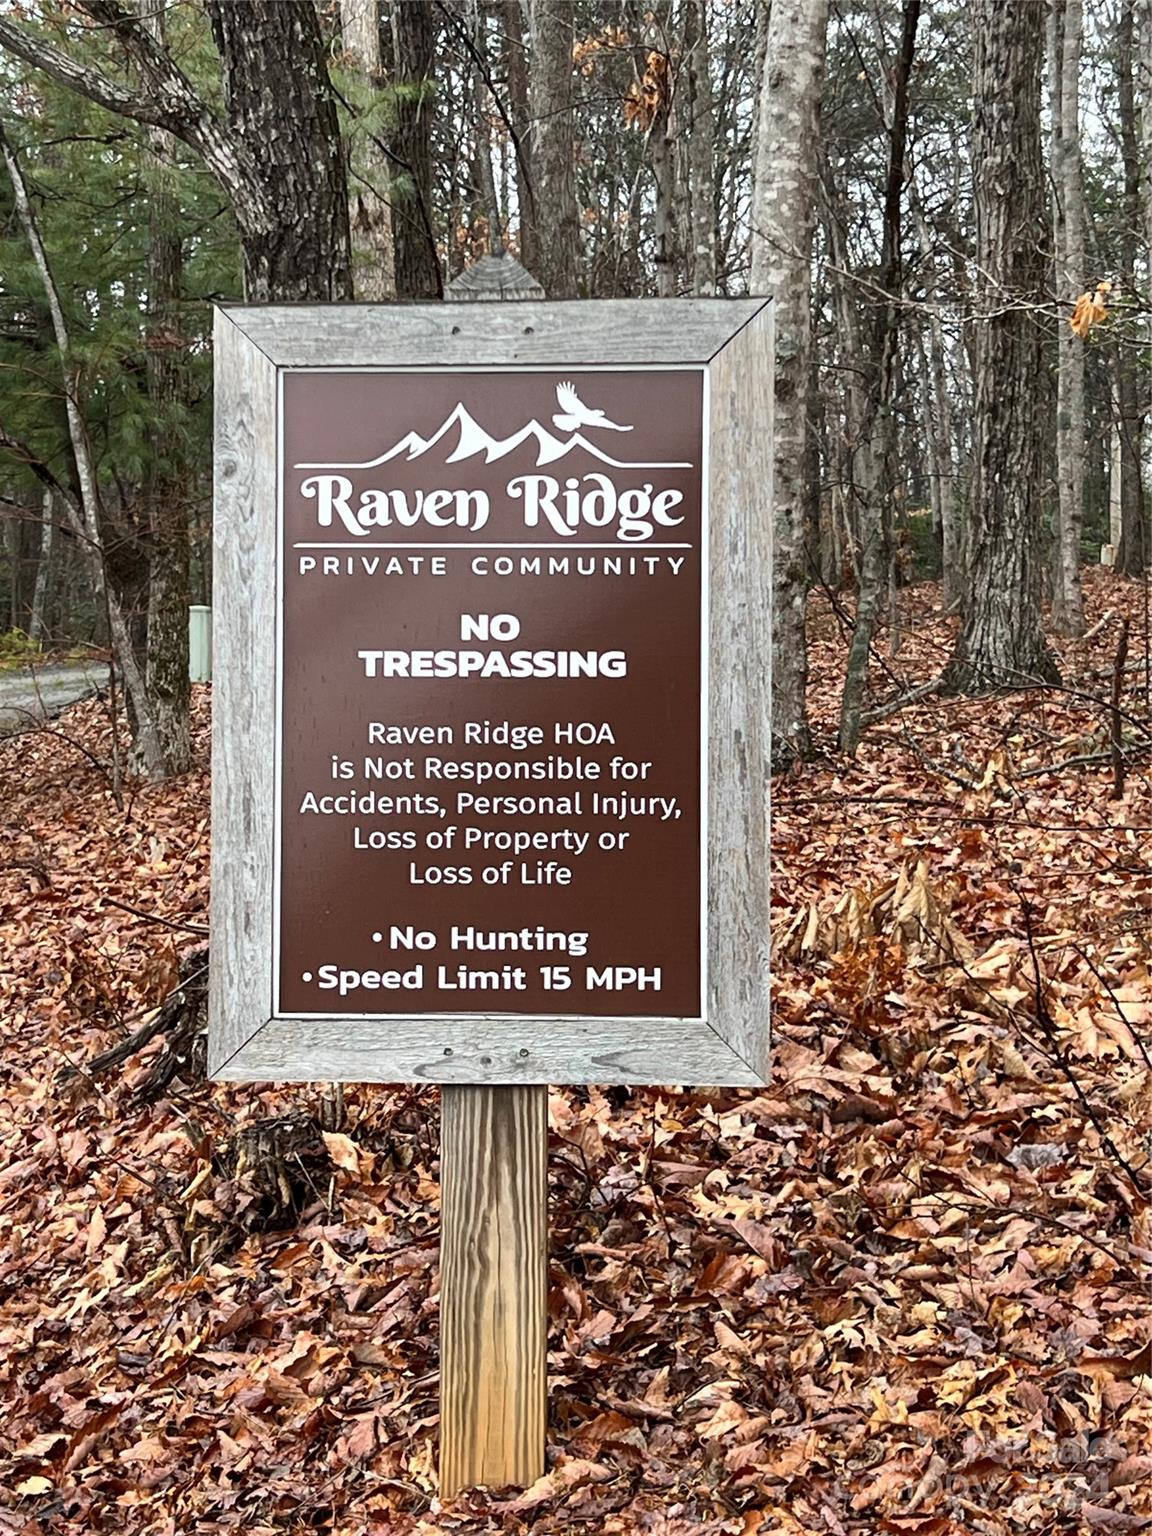 Raven Ridge
PRIVATE COMMUNITY
NO
TRESPASSING
Raven Ridge HOA
is Not Responsible for
Accidents, Personal Injury,
Loss of Property or
Loss of Life
• No Hunting
• Speed Limit 15 MPH
canopy